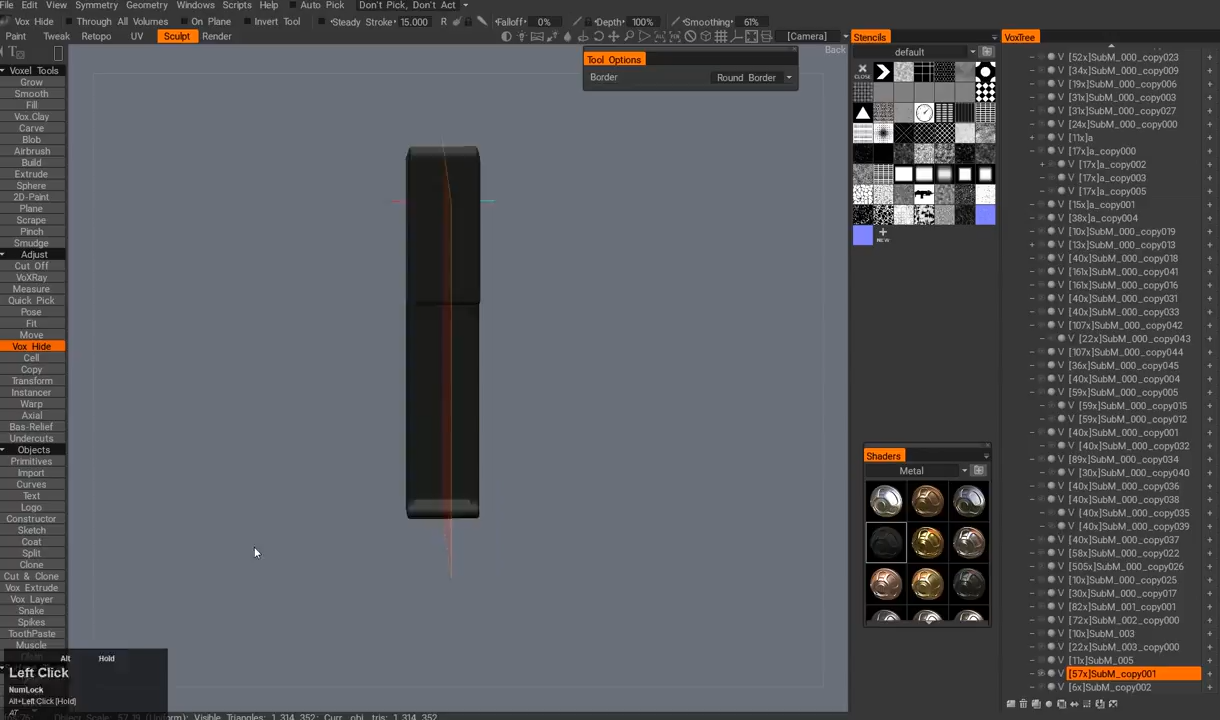 File Edit View Symmetry Geometry Windows Scripts Help Auto Pick Don't Pick, Don't Act
Vox Hide Through All Volumes On Plane Invert Tool Steady Stroke 15.000 R Falloff 0% Depth: 100% Smoothing: 61%
Paint Tweak Retopo UV Sculpt Render [Camera]
Back
Tool Options
Border Round Border
Voxel Tools
Grow
Smooth
Fill
Vox.Clay
Carve
Blob
Airbrush
Build
Extrude
Sphere
2D-Paint
Plane
Scrape
Pinch
Smudge
Adjust
Cut Off
VoXRay
Measure
Quick Pick
Pose
Fit
Move
Vox Hide
Cell
Copy
Transform
Instancer
Warp
Axial
Bas-Relief
Undercuts
Objects
Primitives
Import
Curves
Text
Logo
Constructor
Sketch
Coat
Split
Clone
Cut & Clone
Vox Extrude
Vox Layer
Snake
Spikes
ToothPaste
Muscle
Alt Hold
Left Click
NumLock
Alt+Left Click [Hold]
Stencils
default
CLOSE
NEW
Shaders
Metal
VoxTree
V [52x]SubM_000_copy023 +
V [34x]SubM_000_copy009 +
V [19x]SubM_000_copy006 +
V [31x]SubM_000_copy003 +
V [31x]SubM_000_copy027 +
V [24x]SubM_000_copy000 +
V [11x]a +
V [17x]a_copy000 +
V [17x]a_copy002 +
V [17x]a_copy003 +
V [17x]a_copy005 +
V [15x]a_copy001 +
V [38x]a_copy004 +
V [10x]SubM_000_copy019 +
V [13x]SubM_000_copy013 +
V [40x]SubM_000_copy018 +
V [161x]SubM_000_copy041 +
V [161x]SubM_000_copy016 +
V [40x]SubM_000_copy031 +
V [40x]SubM_000_copy033 +
V [107x]SubM_000_copy042 +
V [22x]SubM_000_copy043 +
V [107x]SubM_000_copy044 +
V [36x]SubM_000_copy045 +
V [40x]SubM_000_copy004 +
V [59x]SubM_000_copy005 +
V [59x]SubM_000_copy015 +
V [59x]SubM_000_copy012 +
V [40x]SubM_000_copy001 +
V [40x]SubM_000_copy032 +
V [89x]SubM_000_copy034 +
V [30x]SubM_000_copy040 +
V [40x]SubM_000_copy036 +
V [40x]SubM_000_copy038 +
V [40x]SubM_000_copy035 +
V [40x]SubM_000_copy039 +
V [40x]SubM_000_copy037 +
V [58x]SubM_000_copy022 +
V [505x]SubM_000_copy026 +
V [10x]SubM_000_copy025 +
V [30x]SubM_000_copy017 +
V [82x]SubM_001_copy001 +
V [72x]SubM_002_copy000 +
V [10x]SubM_003 +
V [22x]SubM_003_copy000 +
V [11x]SubM_005 +
V [57x]SubM_copy001 +
V [6x]SubM_copy002 +